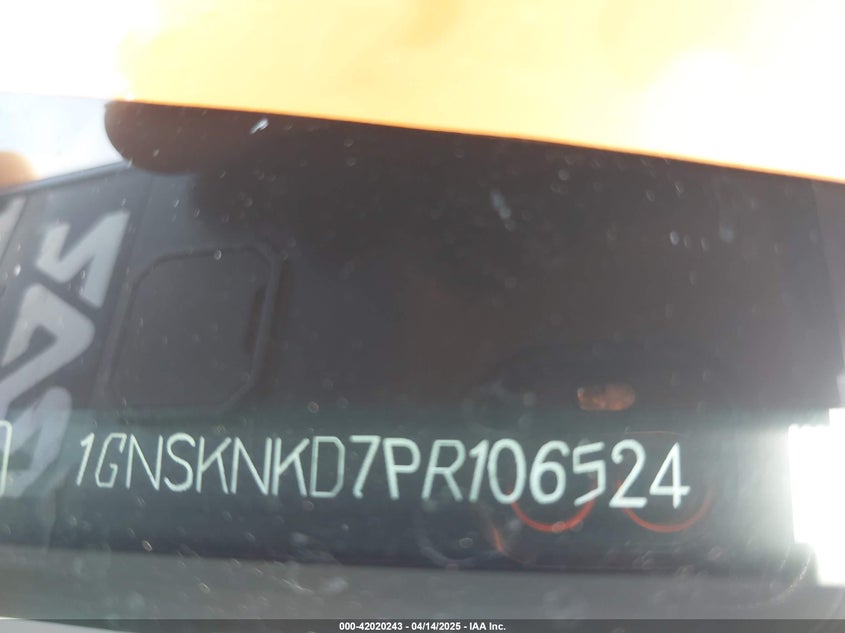 1GNSKNKD7PR106524
000-42020243 | 04/14/2025 - IAA Inc.